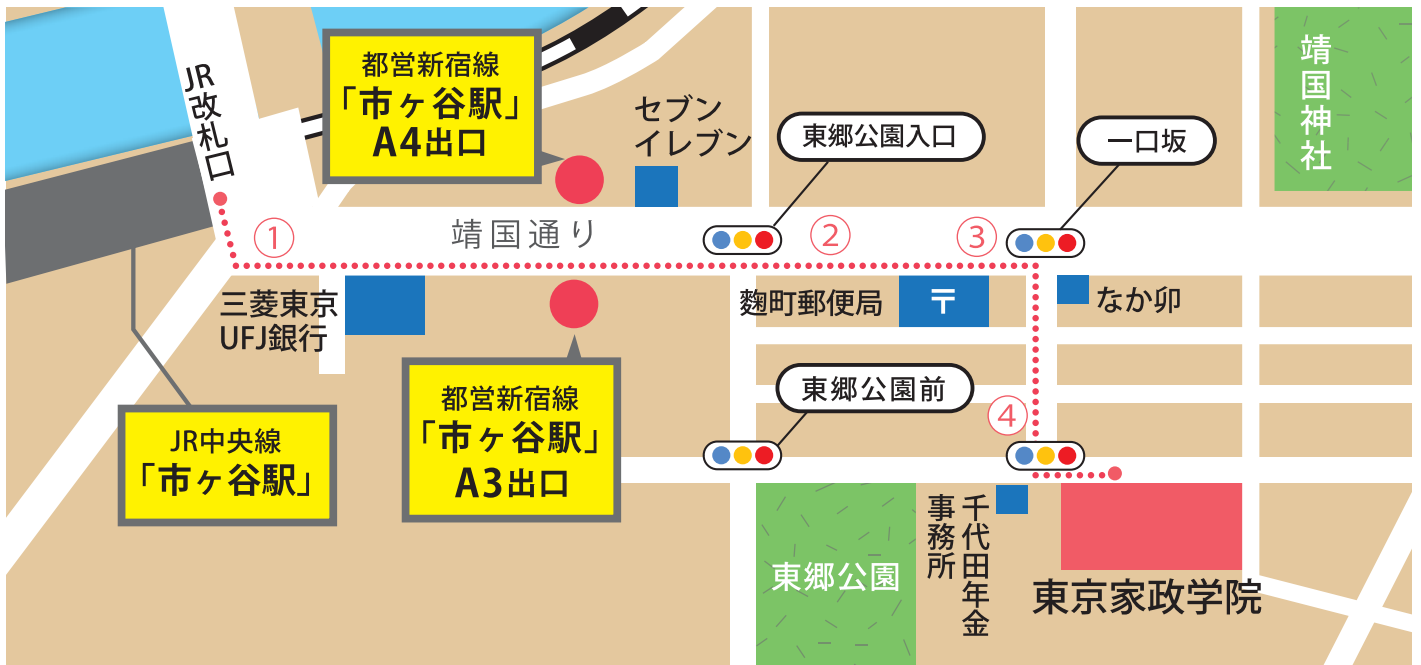 JR改札口
都営新宿線
「市ヶ谷駅」
A4出口
セブン
イレブン
東郷公園入口
一口坂
靖国神社
①
靖国通り
②
③
三菱東京
UFJ銀行
麴町郵便局
〒
なか卯
都営新宿線
「市ヶ谷駅」
A3出口
東郷公園前
④
JR中央線
「市ヶ谷駅」
東郷公園
千代田年金
事務所
東京家政学院